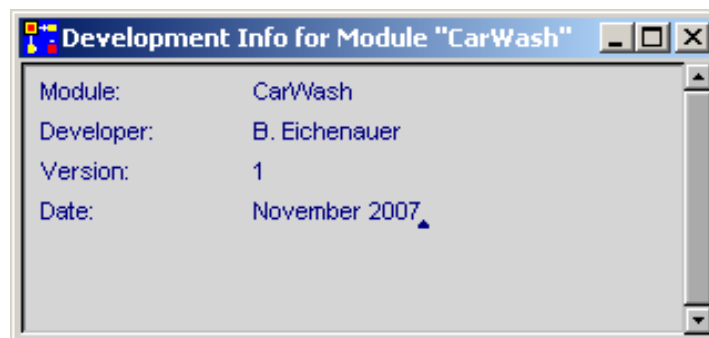 Development Info for Module "CarWash"
Module: CarWash
Developer: B. Eichenauer
Version: 1
Date: November 2007